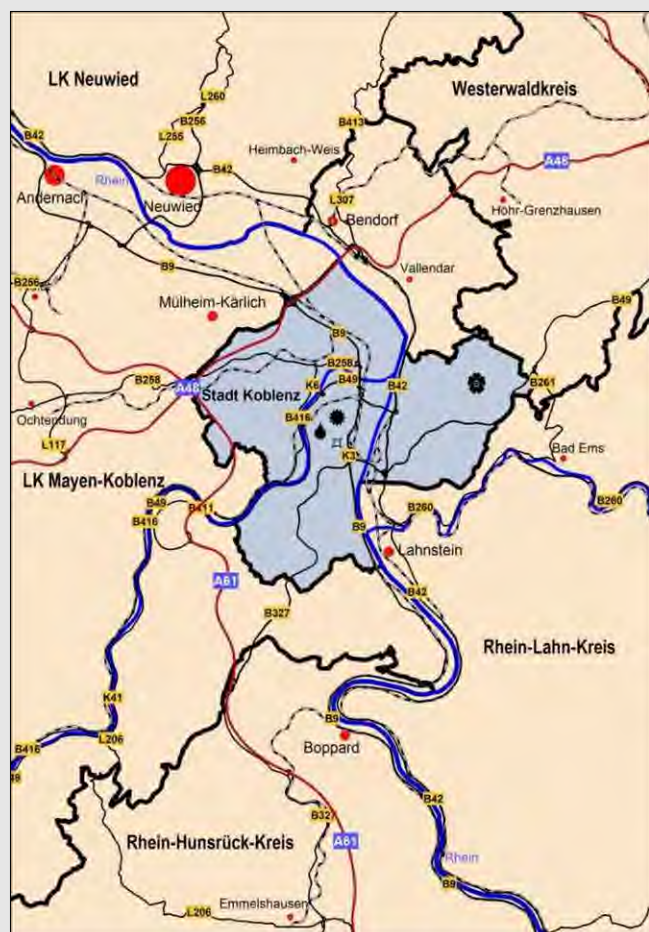 LK Neuwied
Westerwaldkreis
L260
B256
B413
B42
L255
Heimbach-Weis
B42
A48
Rhein
Andernach
Neuwied
L307
Höhr-Grenzhausen
Bendorf
B9
Vallendar
B256
Mülheim-Kärlich
B49
B9
B258
B258
K6
B49
B42
B261
A48
Stadt Koblenz
Ochtendung
B416
L117
K3
Bad Ems
LK Mayen-Koblenz
B49
B411
B260
B260
B416
B9
Lahnstein
A61
B42
B327
Rhein-Lahn-Kreis
K41
B9
L206
Boppard
B416
B42
B327
Rhein-Hunsrück-Kreis
A61
Rhein
B9
L206
Emmelshausen